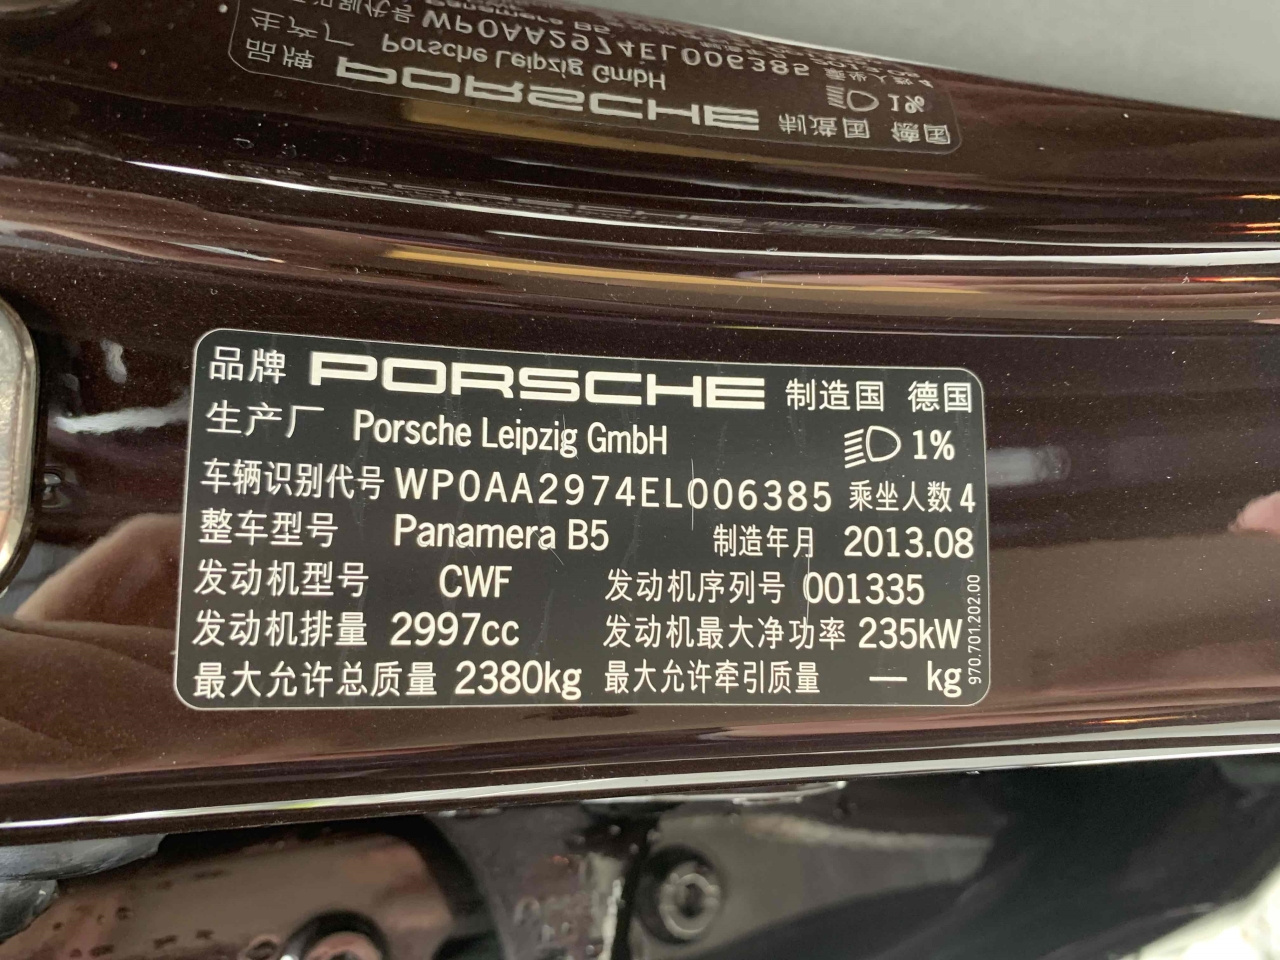 品牌 PORSCHE 制造国 德国
生产厂 Porsche Leipzig GmbH 1%
车辆识别代号 WP0AA2974EL006385 乘坐人数 4
整车型号 Panamera B5 制造年月 2013.08
发动机型号 CWF 发动机序列号 001335
发动机排量 2997cc 发动机最大净功率 235kW
最大允许总质量 2380kg 最大允许牵引质量 — kg
970.701.202.00